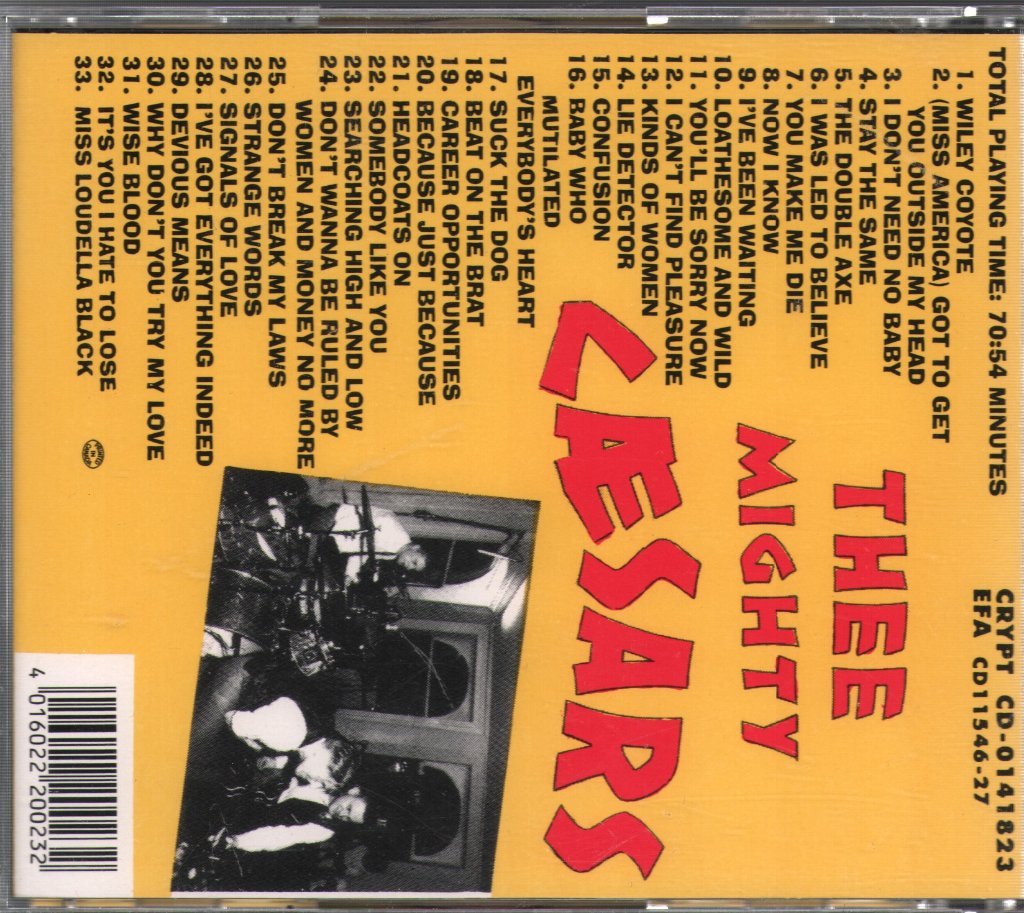 TOTAL PLAYING TIME: 70:54 MINUTES
1. WILEY COYOTE
2. (MISS AMERICA) GOT TO GET
YOU OUTSIDE MY HEAD
3. I DON'T NEED NO BABY
4. STAY THE SAME
5. THE DOUBLE AXE
6. I WAS LED TO BELIEVE
7. YOU MAKE ME DIE
8. NOW I KNOW
9. I'VE BEEN WAITING
10. LOATHESOME AND WILD
11. YOU'LL BE SORRY NOW
12. I CAN'T FIND PLEASURE
13. KINDS OF WOMEN
14. LIE DETECTOR
15. CONFUSION
16. BABY WHO
MUTILATED
EVERYBODY'S HEART
17. SUCK THE DOG
18. BEAT ON THE BRAT
19. CAREER OPPORTUNITIES
20. BECAUSE, JUST BECAUSE
21. HEADCOATS ON
22. SOMEBODY LIKE YOU
23. SEARCHING HIGH AND LOW
24. DON'T WANNA BE RULED BY
WOMEN AND MONEY NO MORE
25. DON'T BREAK MY LAWS
26. STRANGE WORDS
27. SIGNALS OF LOVE
28. I'VE GOT EVERYTHING INDEED
29. DEVIOUS MEANS
30. WHY DON'T YOU TRY MY LOVE
31. WISE BLOOD
32. IT'S YOU I HATE TO LOSE
33. MISS LOUDELLA BLACK
CRYPT CD-0141823
EFA CD11546-27
THEE
MIGHTY
CÆSARS
4 016022 200232